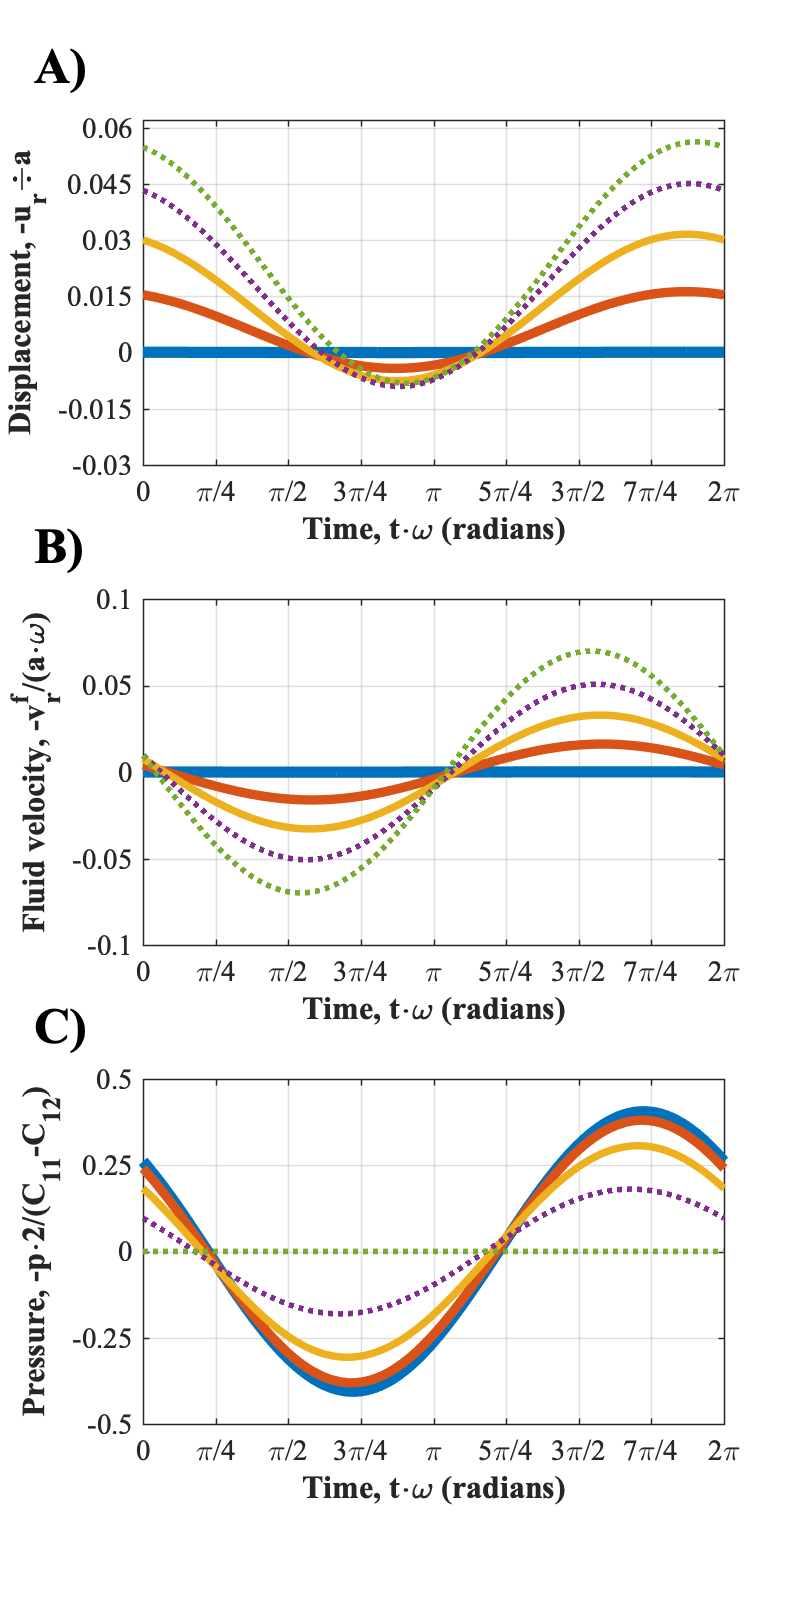 A)
Displacement, -u_r ÷a
0.06
0.045
0.03
0.015
0
-0.015
-0.03
0 π/4 π/2 3π/4 π 5π/4 3π/2 7π/4 2π
Time, t·ω (radians)
B)
Fluid velocity, -v_r^f/(a·ω)
0.1
0.05
0
-0.05
-0.1
0 π/4 π/2 3π/4 π 5π/4 3π/2 7π/4 2π
Time, t·ω (radians)
C)
Pressure, -p·2/(C_11-C_12)
0.5
0.25
0
-0.25
-0.5
0 π/4 π/2 3π/4 π 5π/4 3π/2 7π/4 2π
Time, t·ω (radians)